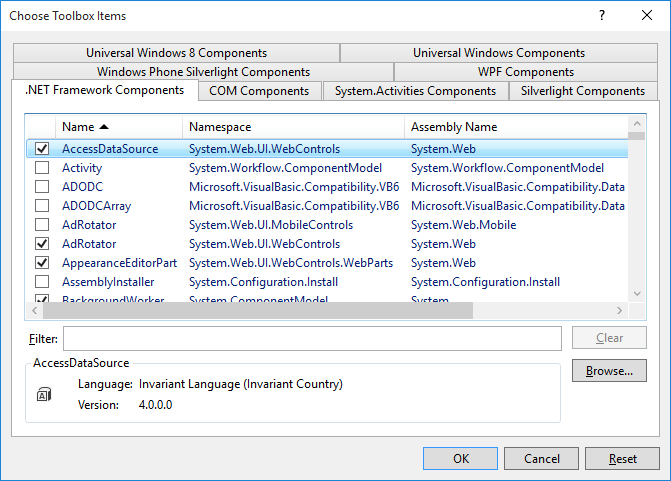 Choose Toolbox Items
Universal Windows 8 Components Universal Windows Components
Windows Phone Silverlight Components WPF Components
.NET Framework Components COM Components System.Activities Components Silverlight Components
Name Namespace Assembly Name
AccessDataSource System.Web.UI.WebControls System.Web
Activity System.Workflow.ComponentModel System.Workflow.ComponentModel
ADODC Microsoft.VisualBasic.Compatibility.VB6 Microsoft.VisualBasic.Compatibility.Data
ADODCArray Microsoft.VisualBasic.Compatibility.VB6 Microsoft.VisualBasic.Compatibility.Data
AdRotator System.Web.UI.MobileControls System.Web.Mobile
AdRotator System.Web.UI.WebControls System.Web
AppearanceEditorPart System.Web.UI.WebControls.WebParts System.Web
AssemblyInstaller System.Configuration.Install System.Configuration.Install
BackgroundWorker System.ComponentModel System
Filter: Clear
AccessDataSource Browse...
Language: Invariant Language (Invariant Country)
Version: 4.0.0.0
OK Cancel Reset